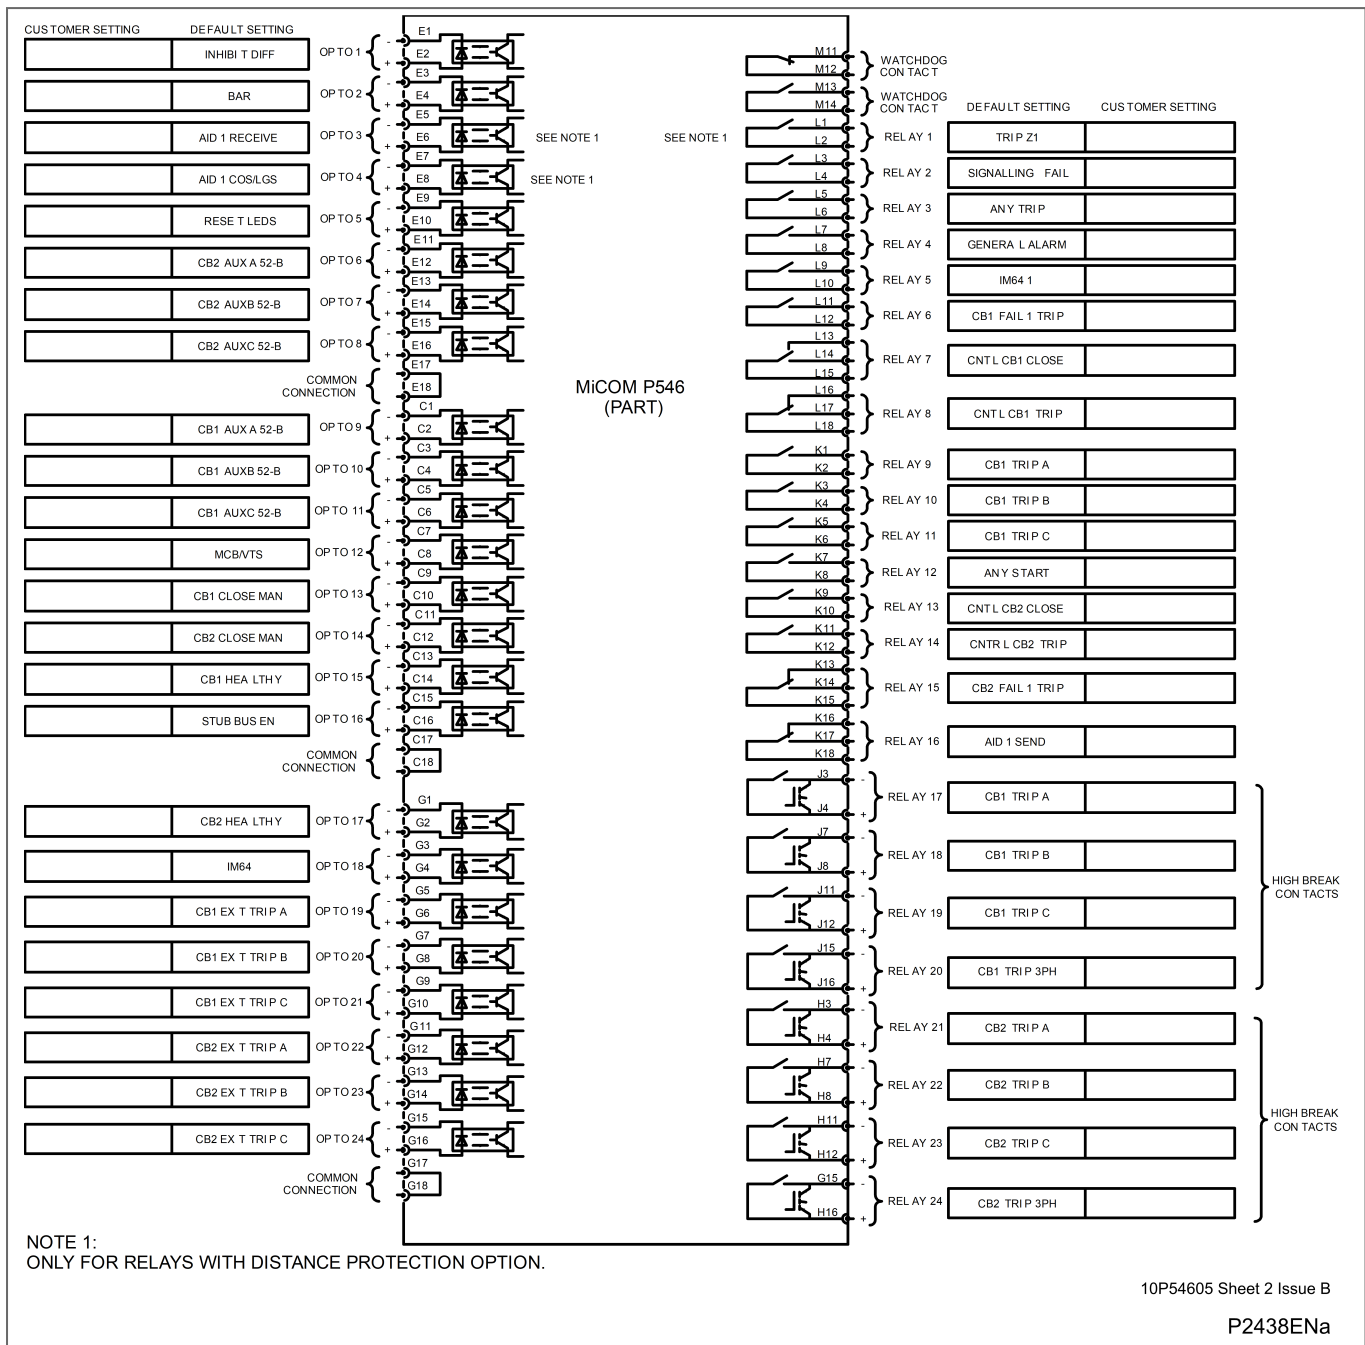 CUSTOMER SETTING DEFAULT SETTING
INHIBIT DIFF OPTO 1 - + E1 E2
BAR OPTO 2 - + E3 E4
AID 1 RECEIVE OPTO 3 - + E5 E6 SEE NOTE 1
AID 1 COS/LGS OPTO 4 - + E7 E8 SEE NOTE 1
RESET LEDS OPTO 5 - + E9 E10
CB2 AUX A 52-B OPTO 6 - + E11 E12
CB2 AUXB 52-B OPTO 7 - + E13 E14
CB2 AUXC 52-B OPTO 8 - + E15 E16
COMMON
CONNECTION
E17 E18
CB1 AUX A 52-B OPTO 9 - + C1 C2
CB1 AUXB 52-B OPTO 10 - + C3 C4
CB1 AUXC 52-B OPTO 11 - + C5 C6
MCB/VTS OPTO 12 - + C7 C8
CB1 CLOSE MAN OPTO 13 - + C9 C10
CB2 CLOSE MAN OPTO 14 - + C11 C12
CB1 HEALTHY OPTO 15 - + C13 C14
STUB BUS EN OPTO 16 - + C15 C16
COMMON
CONNECTION
C17 C18
CB2 HEALTHY OPTO 17 - + G1 G2
IM64 OPTO 18 - + G3 G4
CB1 EXT TRIP A OPTO 19 - + G5 G6
CB1 EXT TRIP B OPTO 20 - + G7 G8
CB1 EXT TRIP C OPTO 21 - + G9 G10
CB2 EXT TRIP A OPTO 22 - + G11 G12
CB2 EXT TRIP B OPTO 23 - + G13 G14
CB2 EXT TRIP C OPTO 24 - + G15 G16
COMMON
CONNECTION
G17 G18
MiCOM P546
(PART)
M11 M12 WATCHDOG
CONTACT
M13 M14 WATCHDOG
CONTACT
DEFAULT SETTING CUSTOMER SETTING
SEE NOTE 1 L1 L2 RELAY 1 TRIP Z1
L3 L4 RELAY 2 SIGNALLING FAIL
L5 L6 RELAY 3 ANY TRIP
L7 L8 RELAY 4 GENERAL ALARM
L9 L10 RELAY 5 IM64 1
L11 L12 RELAY 6 CB1 FAIL 1 TRIP
L13 L14 L15 RELAY 7 CNTL CB1 CLOSE
L16 L17 L18 RELAY 8 CNTL CB1 TRIP
K1 K2 RELAY 9 CB1 TRIP A
K3 K4 RELAY 10 CB1 TRIP B
K5 K6 RELAY 11 CB1 TRIP C
K7 K8 RELAY 12 ANY START
K9 K10 RELAY 13 CNTL CB2 CLOSE
K11 K12 RELAY 14 CNTRL CB2 TRIP
K13 K14 K15 RELAY 15 CB2 FAIL 1 TRIP
K16 K17 K18 RELAY 16 AID 1 SEND
J3 J4 - + RELAY 17 CB1 TRIP A
J7 J8 - + RELAY 18 CB1 TRIP B
J11 J12 - + RELAY 19 CB1 TRIP C
J15 J16 - + RELAY 20 CB1 TRIP 3PH
HIGH BREAK
CONTACTS
H3 H4 - + RELAY 21 CB2 TRIP A
H7 H8 - + RELAY 22 CB2 TRIP B
H11 H12 - + RELAY 23 CB2 TRIP C
G15 H16 - + RELAY 24 CB2 TRIP 3PH
HIGH BREAK
CONTACTS
NOTE 1:
ONLY FOR RELAYS WITH DISTANCE PROTECTION OPTION.
10P54605 Sheet 2 Issue B
P2438ENa